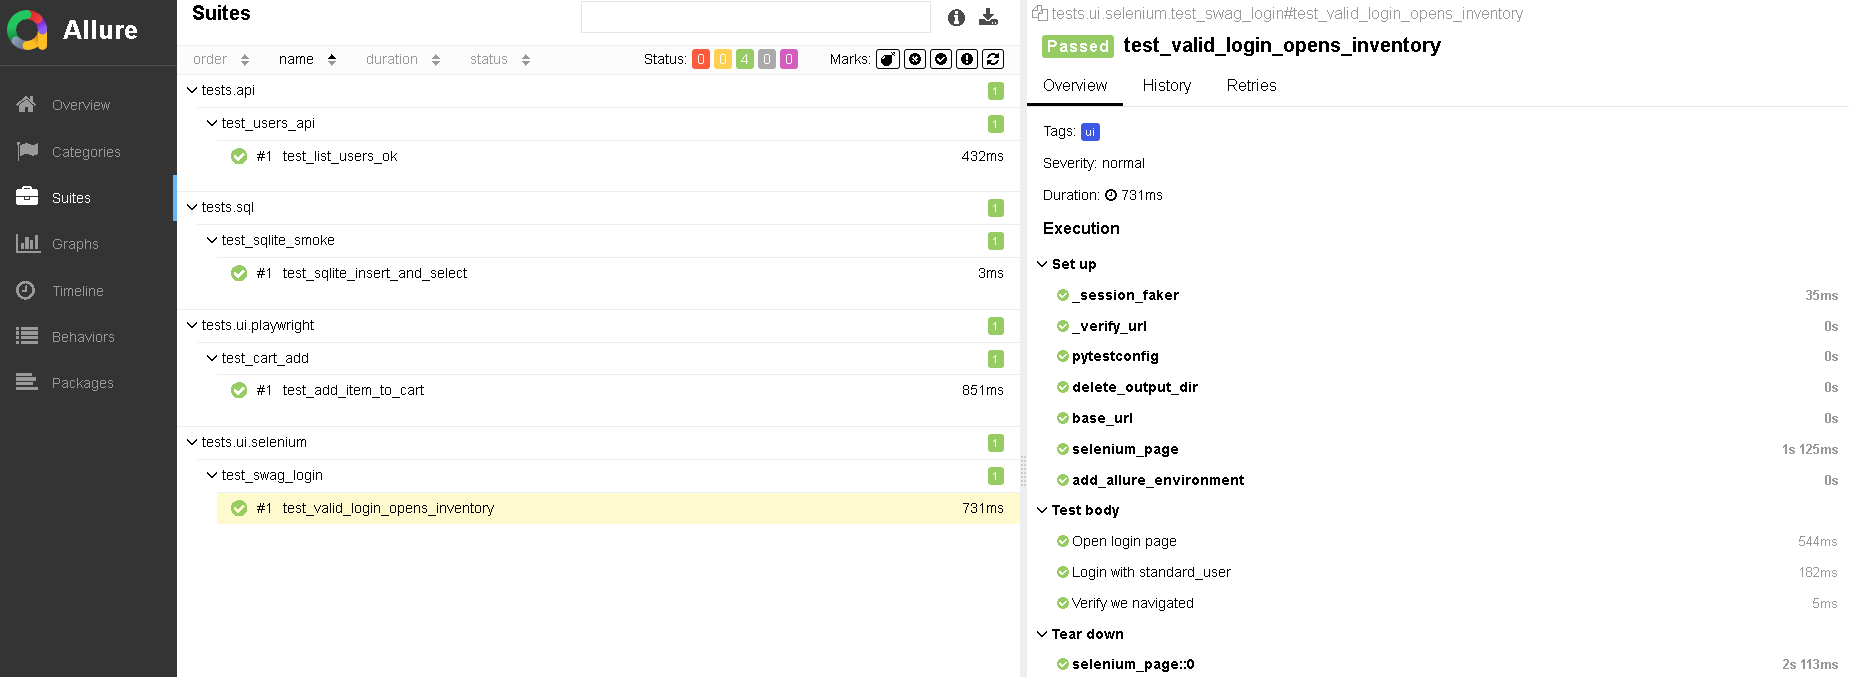 Allure
Overview
Categories
Suites
Graphs
Timeline
Behaviors
Packages
Suites
order name duration status Status: 0 0 4 0 0 Marks:
tests.api 1
test_users_api 1
#1 test_list_users_ok 432ms
tests.sql 1
test_sqlite_smoke 1
#1 test_sqlite_insert_and_select 3ms
tests.ui.playwright 1
test_cart_add 1
#1 test_add_item_to_cart 851ms
tests.ui.selenium 1
test_swag_login 1
#1 test_valid_login_opens_inventory 731ms
tests.ui.selenium.test_swag_login#test_valid_login_opens_inventory
Passed test_valid_login_opens_inventory
Overview History Retries
Tags: ui
Severity: normal
Duration: 731ms
Execution
Set up
_session_faker 35ms
_verify_url 0s
pytestconfig 0s
delete_output_dir 0s
base_url 0s
selenium_page 1s 125ms
add_allure_environment 0s
Test body
Open login page 544ms
Login with standard_user 182ms
Verify we navigated 5ms
Tear down
selenium_page::0 2s 113ms